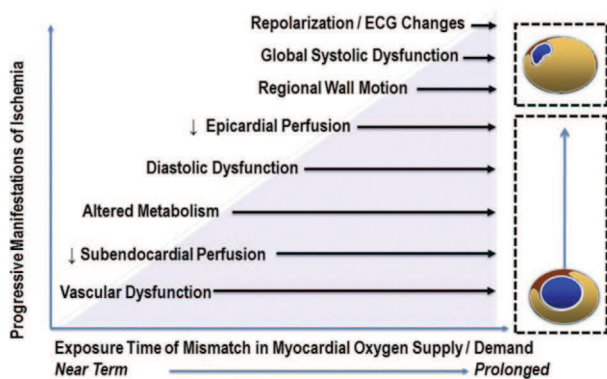 Progressive Manifestations of Ischemia
Repolarization / ECG Changes
Global Systolic Dysfunction
Regional Wall Motion
↓ Epicardial Perfusion
Diastolic Dysfunction
Altered Metabolism
↓ Subendocardial Perfusion
Vascular Dysfunction
Exposure Time of Mismatch in Myocardial Oxygen Supply / Demand
Near Term Prolonged